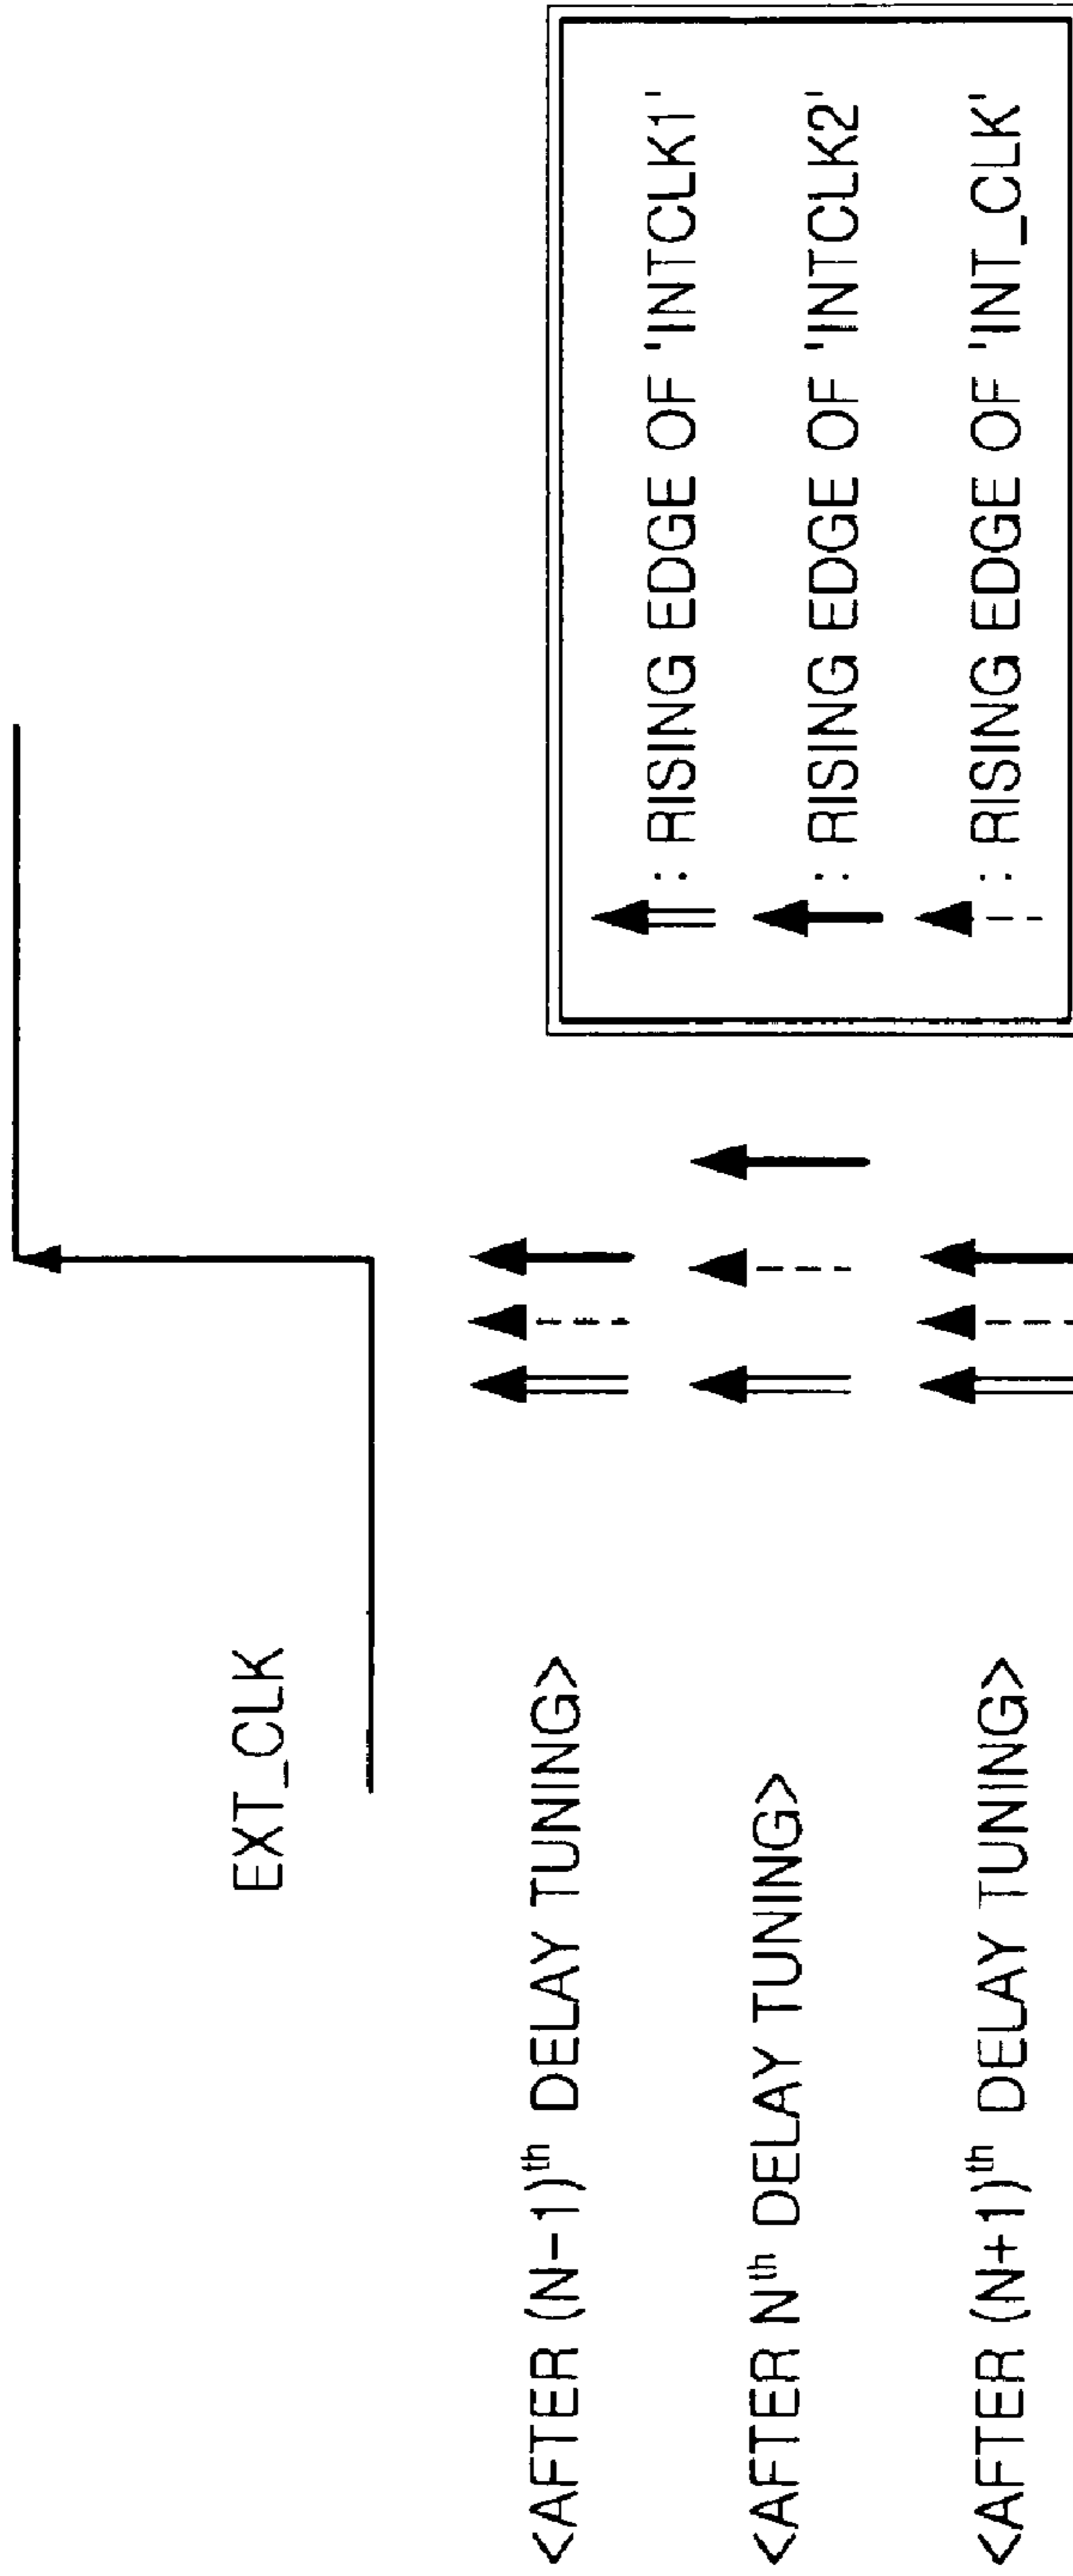 EXT_CLK
<AFTER (N-1)th DELAY TUNING>
<AFTER Nth DELAY TUNING>
<AFTER (N+1)th DELAY TUNING>
: RISING EDGE OF 'INTCLK1'
: RISING EDGE OF 'INTCLK2'
: RISING EDGE OF 'INT_CLK'